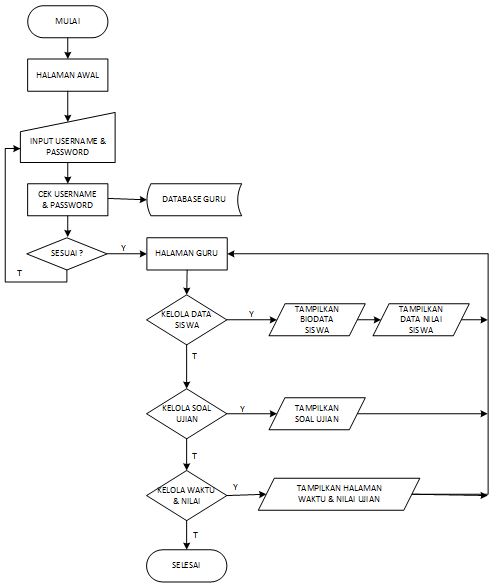 MULAI
HALAMAN AWAL
INPUT USERNAME &
PASSWORD
CEK USERNAME
& PASSWORD
DATABASE GURU
SESUAI ?
Y
T
HALAMAN GURU
KELOLA DATA
SISWA
Y
TAMPILKAN
BIODATA
SISWA
TAMPILKAN
DATA NILAI
SISWA
T
KELOLA SOAL
UJIAN
Y
TAMPILKAN
SOAL UJIAN
T
KELOLA WAKTU
& NILAI
Y
TAMPILKAN HALAMAN
WAKTU & NILAI UJIAN
T
SELESAI